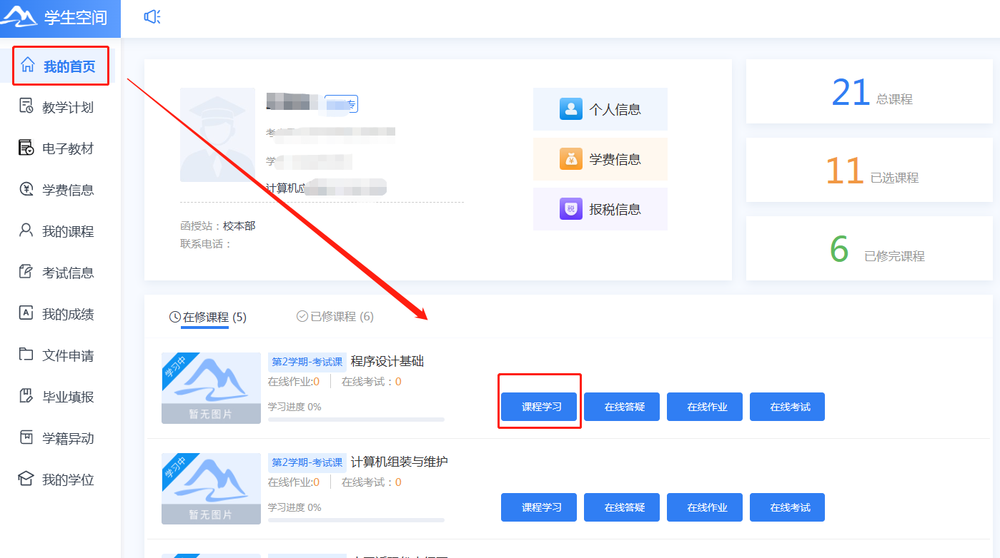 学生空间
我的首页
教学计划
电子教材
学费信息
我的课程
考试信息
我的成绩
文件申请
毕业填报
学籍异动
我的学位
专
考
学
计算机应
函授站：校本部
联系电话：
个人信息
学费信息
税
报税信息
21 总课程
11 已选课程
6 已修完课程
在修课程 (5)
已修课程 (6)
学习中
暂无图片
第2学期-考试课 程序设计基础
在线作业:0 在线考试：0
学习进度 0%
课程学习 在线答疑 在线作业 在线考试
学习中
暂无图片
第2学期-考试课 计算机组装与维护
在线作业:0 在线考试：0
学习进度 0%
课程学习 在线答疑 在线作业 在线考试